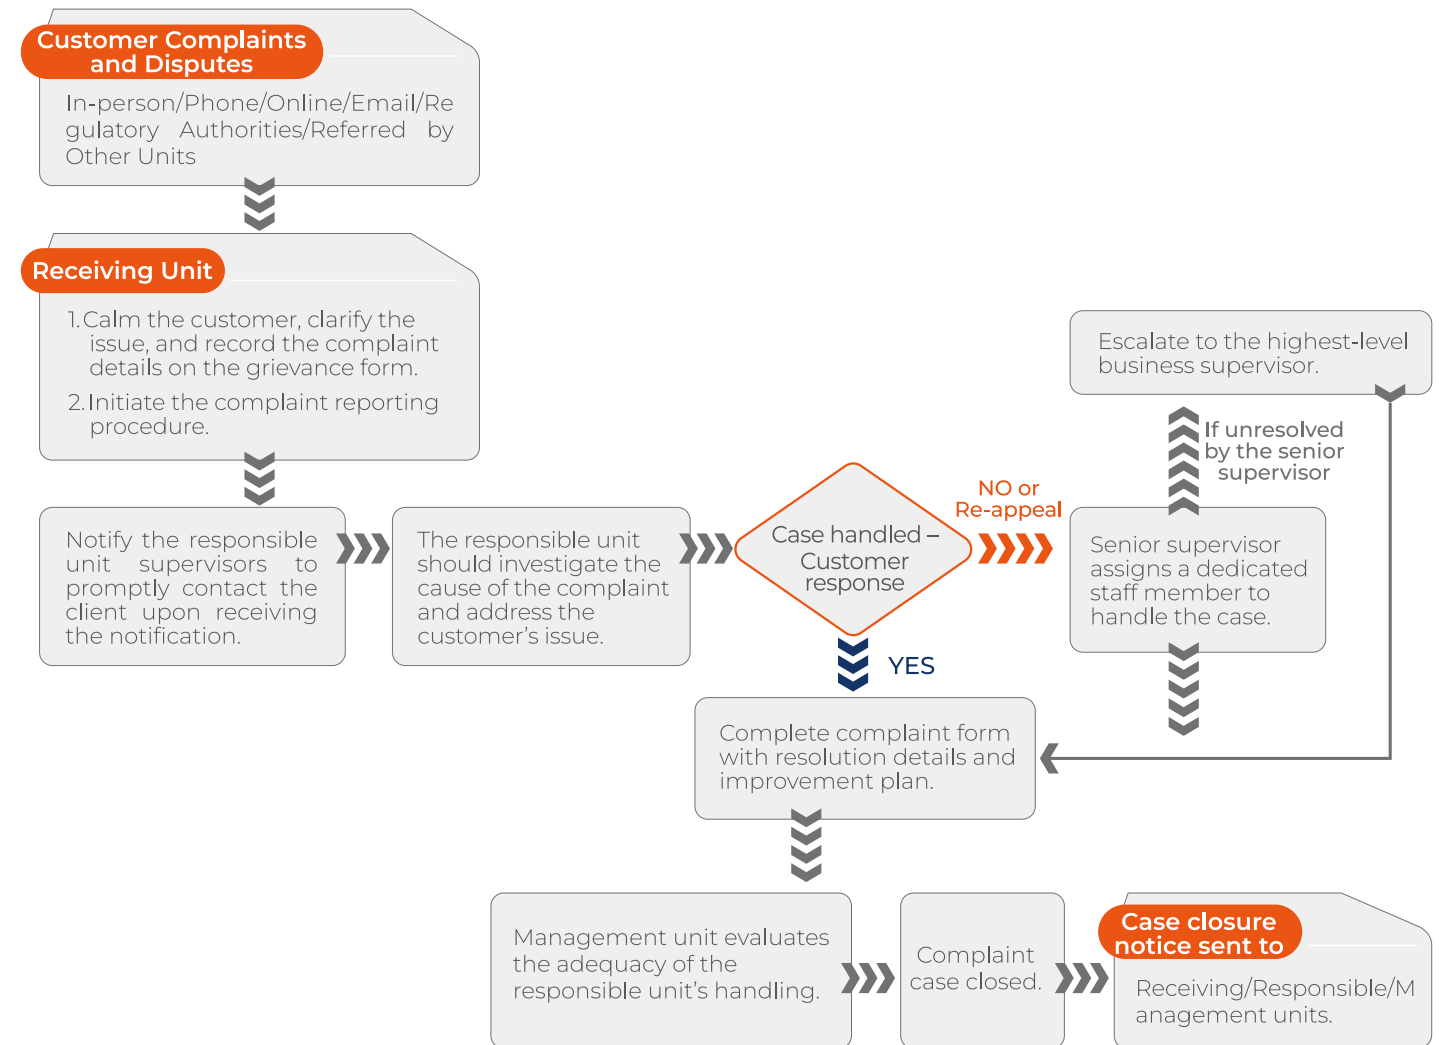 Customer Complaints
and Disputes
In-person/Phone/Online/Email/Re
gulatory Authorities/Referred by
Other Units
Receiving Unit
1. Calm the customer, clarify the
issue, and record the complaint
details on the grievance form.
2. Initiate the complaint reporting
procedure.
Notify the responsible
unit supervisors to
promptly contact the
client upon receiving
the notification.
The responsible unit
should investigate the
cause of the complaint
and address the
customer's issue.
Case handled –
Customer
response
NO or
Re-appeal
YES
Senior supervisor
assigns a dedicated
staff member to
handle the case.
If unresolved
by the senior
supervisor
Escalate to the highest-level
business supervisor.
Complete complaint form
with resolution details and
improvement plan.
Management unit evaluates
the adequacy of the
responsible unit's handling.
Complaint
case closed.
Case closure
notice sent to
Receiving/Responsible/M
anagement units.